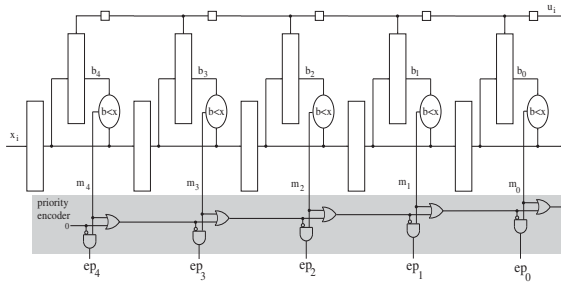 u_i
b_4 b_3 b_2 b_1 b_0
b<x b<x b<x b<x b<x
x_i
m_4 m_3 m_2 m_1 m_0
priority
encoder
0
ep_4 ep_3 ep_2 ep_1 ep_0